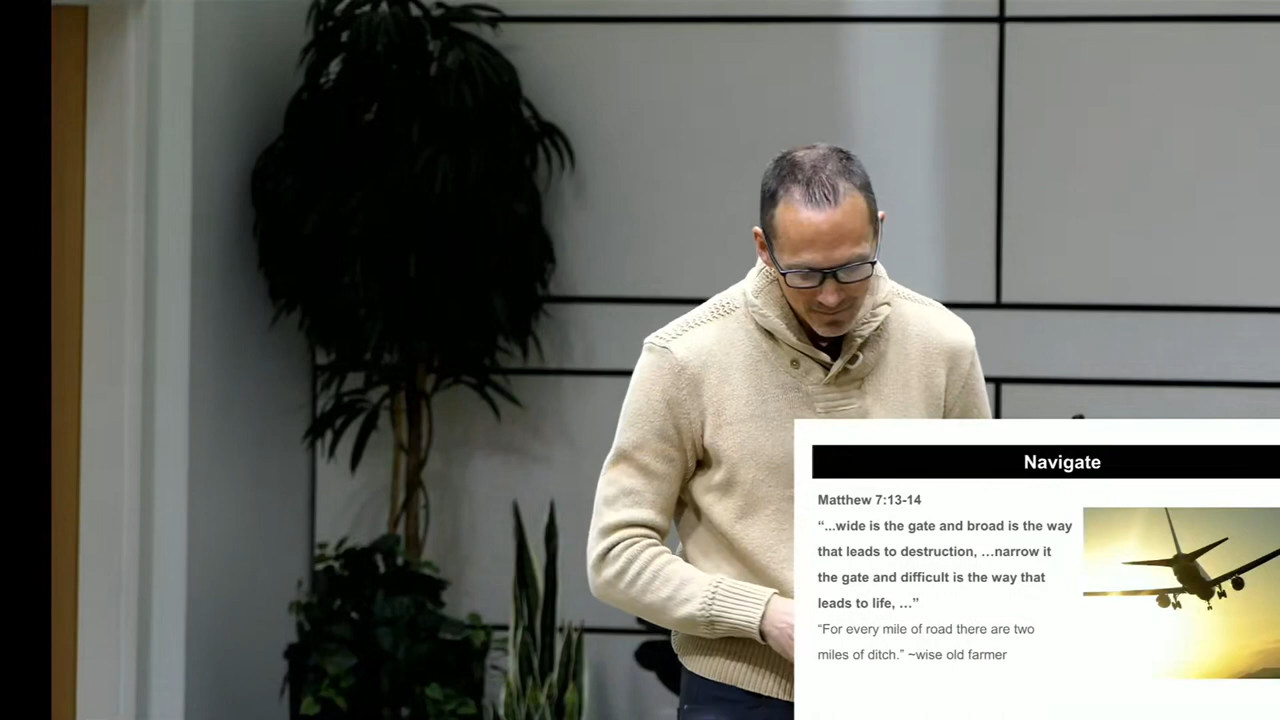 Navigate
Matthew 7:13-14
“...wide is the gate and broad is the way
that leads to destruction, …narrow it
the gate and difficult is the way that
leads to life, …”
“For every mile of road there are two
miles of ditch.” ~wise old farmer